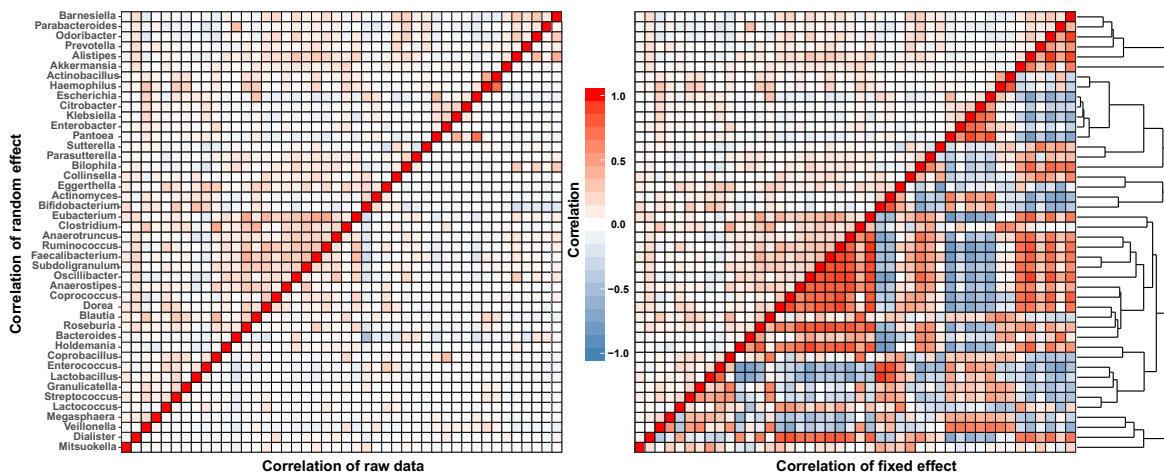 Correlation of random effect
Barnesiella
Parabacteroides
Odoribacter
Prevotella
Alistipes
Akkermansia
Actinobacillus
Haemophilus
Escherichia
Citrobacter
Klebsiella
Enterobacter
Pantoea
Sutterella
Parasutterella
Bilophila
Collinsella
Eggerthella
Actinomyces
Bifidobacterium
Eubacterium
Clostridium
Anaerotruncus
Ruminococcus
Faecalibacterium
Subdoligranulum
Oscillibacter
Anaerostipes
Coprococcus
Dorea
Blautia
Roseburia
Bacteroides
Holdemania
Coprobacillus
Enterococcus
Lactobacillus
Granulicatella
Streptococcus
Lactococcus
Megasphaera
Veillonella
Dialister
Mitsuokella
Correlation of raw data
Correlation
1.0
0.5
0.0
−0.5
−1.0
Correlation of fixed effect